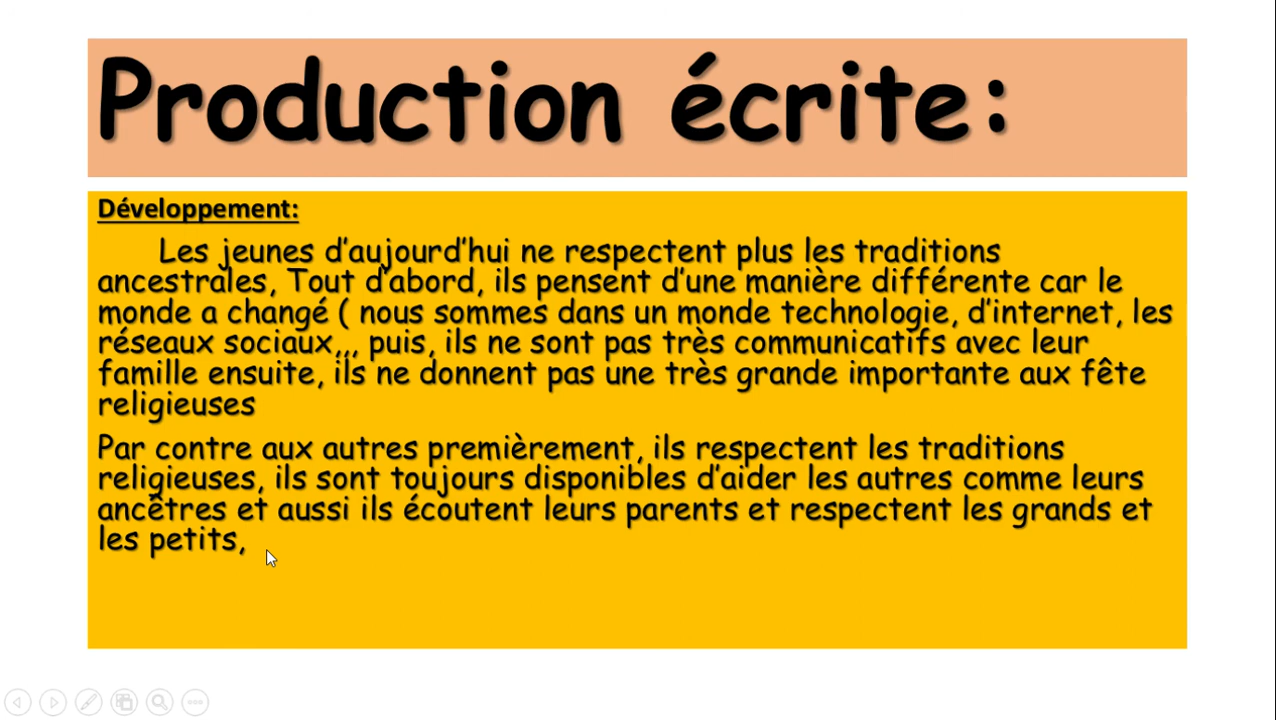 Production écrite:
Développement:
Les jeunes d’aujourd’hui ne respectent plus les traditions
ancestrales, Tout d’abord, ils pensent d’une manière différente car le
monde a changé ( nous sommes dans un monde technologie, d’internet, les
réseaux sociaux,,, puis, ils ne sont pas très communicatifs avec leur
famille ensuite, ils ne donnent pas une très grande importante aux fête
religieuses
Par contre aux autres premièrement, ils respectent les traditions
religieuses, ils sont toujours disponibles d’aider les autres comme leurs
ancêtres et aussi ils écoutent leurs parents et respectent les grands et
les petits,